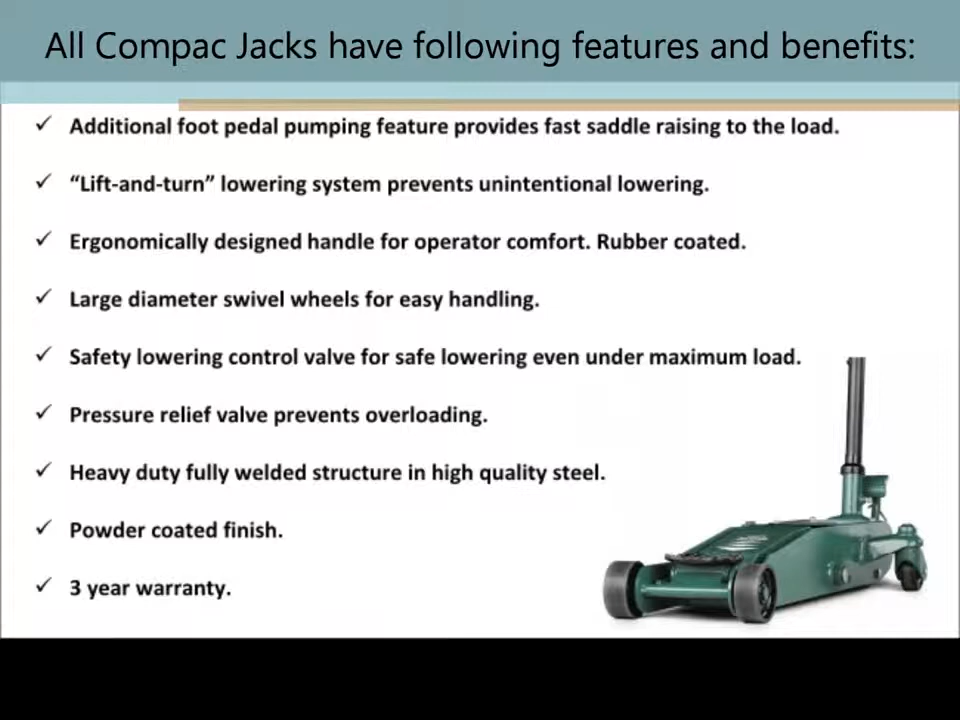 All Compac Jacks have following features and benefits:
✓ Additional foot pedal pumping feature provides fast saddle raising to the load.
✓ “Lift-and-turn” lowering system prevents unintentional lowering.
✓ Ergonomically designed handle for operator comfort. Rubber coated.
✓ Large diameter swivel wheels for easy handling.
✓ Safety lowering control valve for safe lowering even under maximum load.
✓ Pressure relief valve prevents overloading.
✓ Heavy duty fully welded structure in high quality steel.
✓ Powder coated finish.
✓ 3 year warranty.